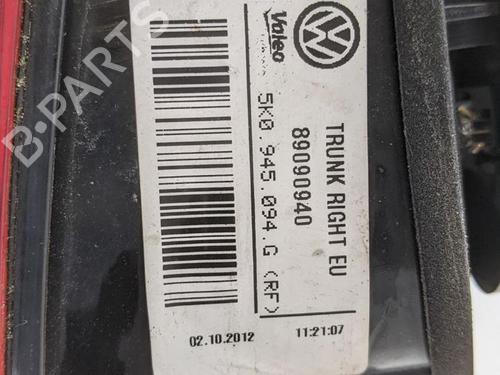 Valeo
TRUNK RIGHT EU
89090940
5K0.945.094.G (RF)
02.10.2012 11:21:07
B-PARTS